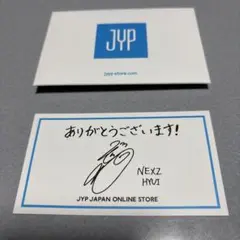 JYP
jyp-store.com
ありがとうございます!
NEXZ
HYUI
JYP JAPAN ONLINE STORE